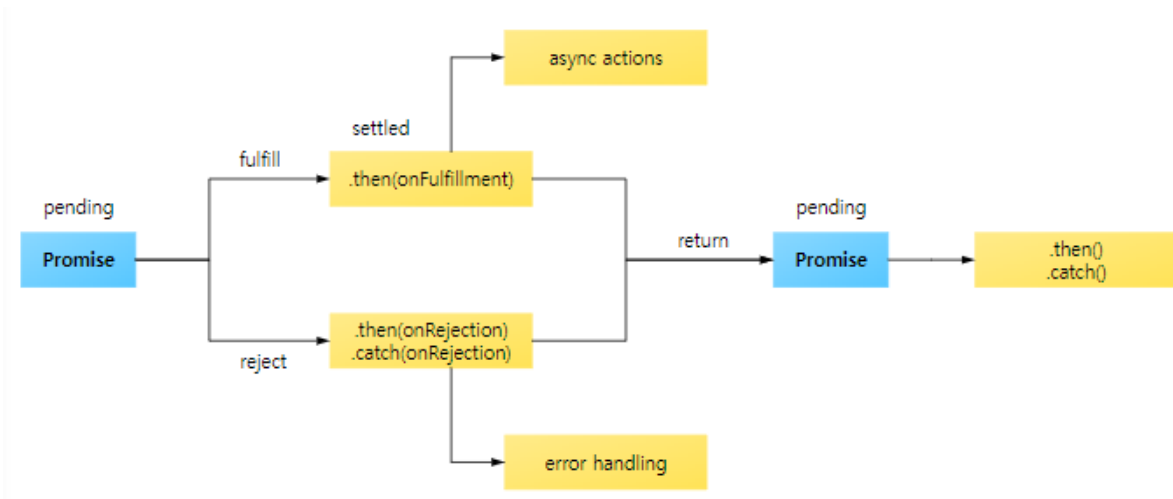 async actions
settled
fulfill
.then(onFulfillment)
pending
Promise
.then(onRejection)
.catch(onRejection)
reject
error handling
return
pending
Promise
.then()
.catch()